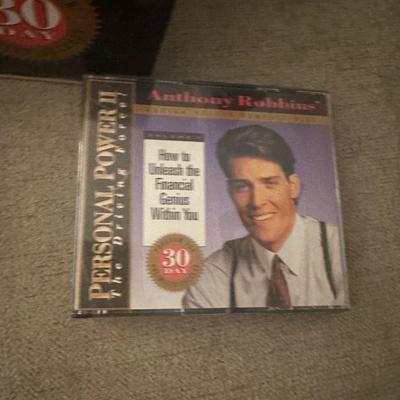 30
DAY
Anthony Robbins'
PERSONAL POWER II
The Driving Force!
How to
Unleash the
Financial
Genius
Within You
30
DAY